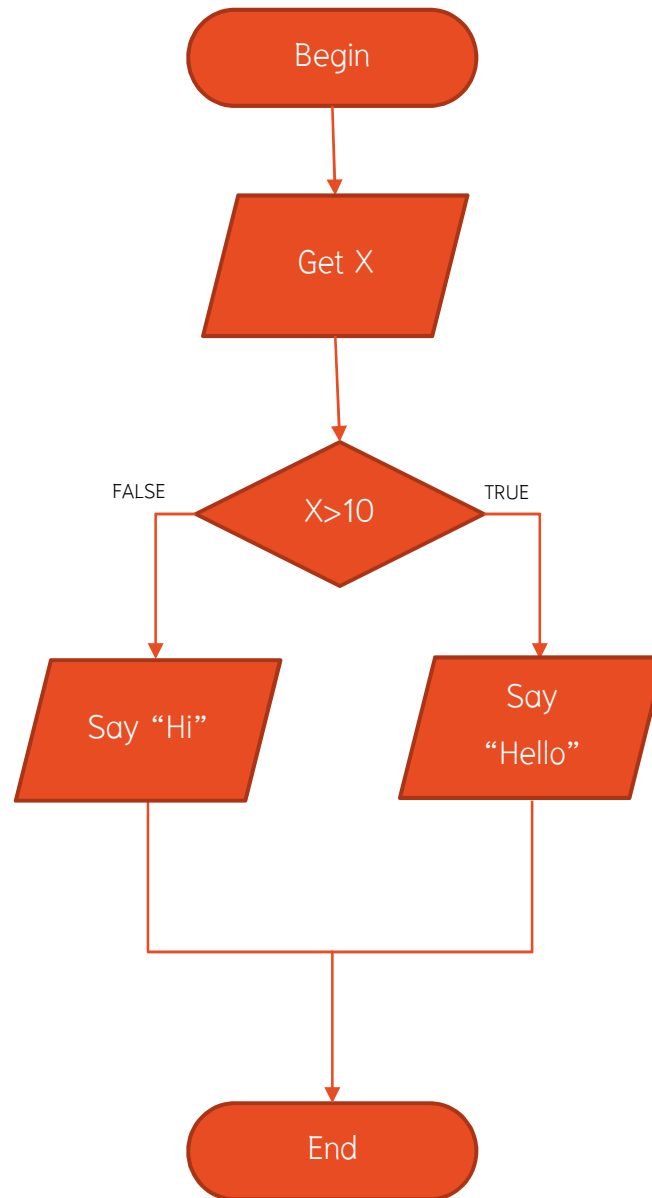 Begin
Get X
X>10
FALSE
TRUE
Say “Hi”
Say
“Hello”
End